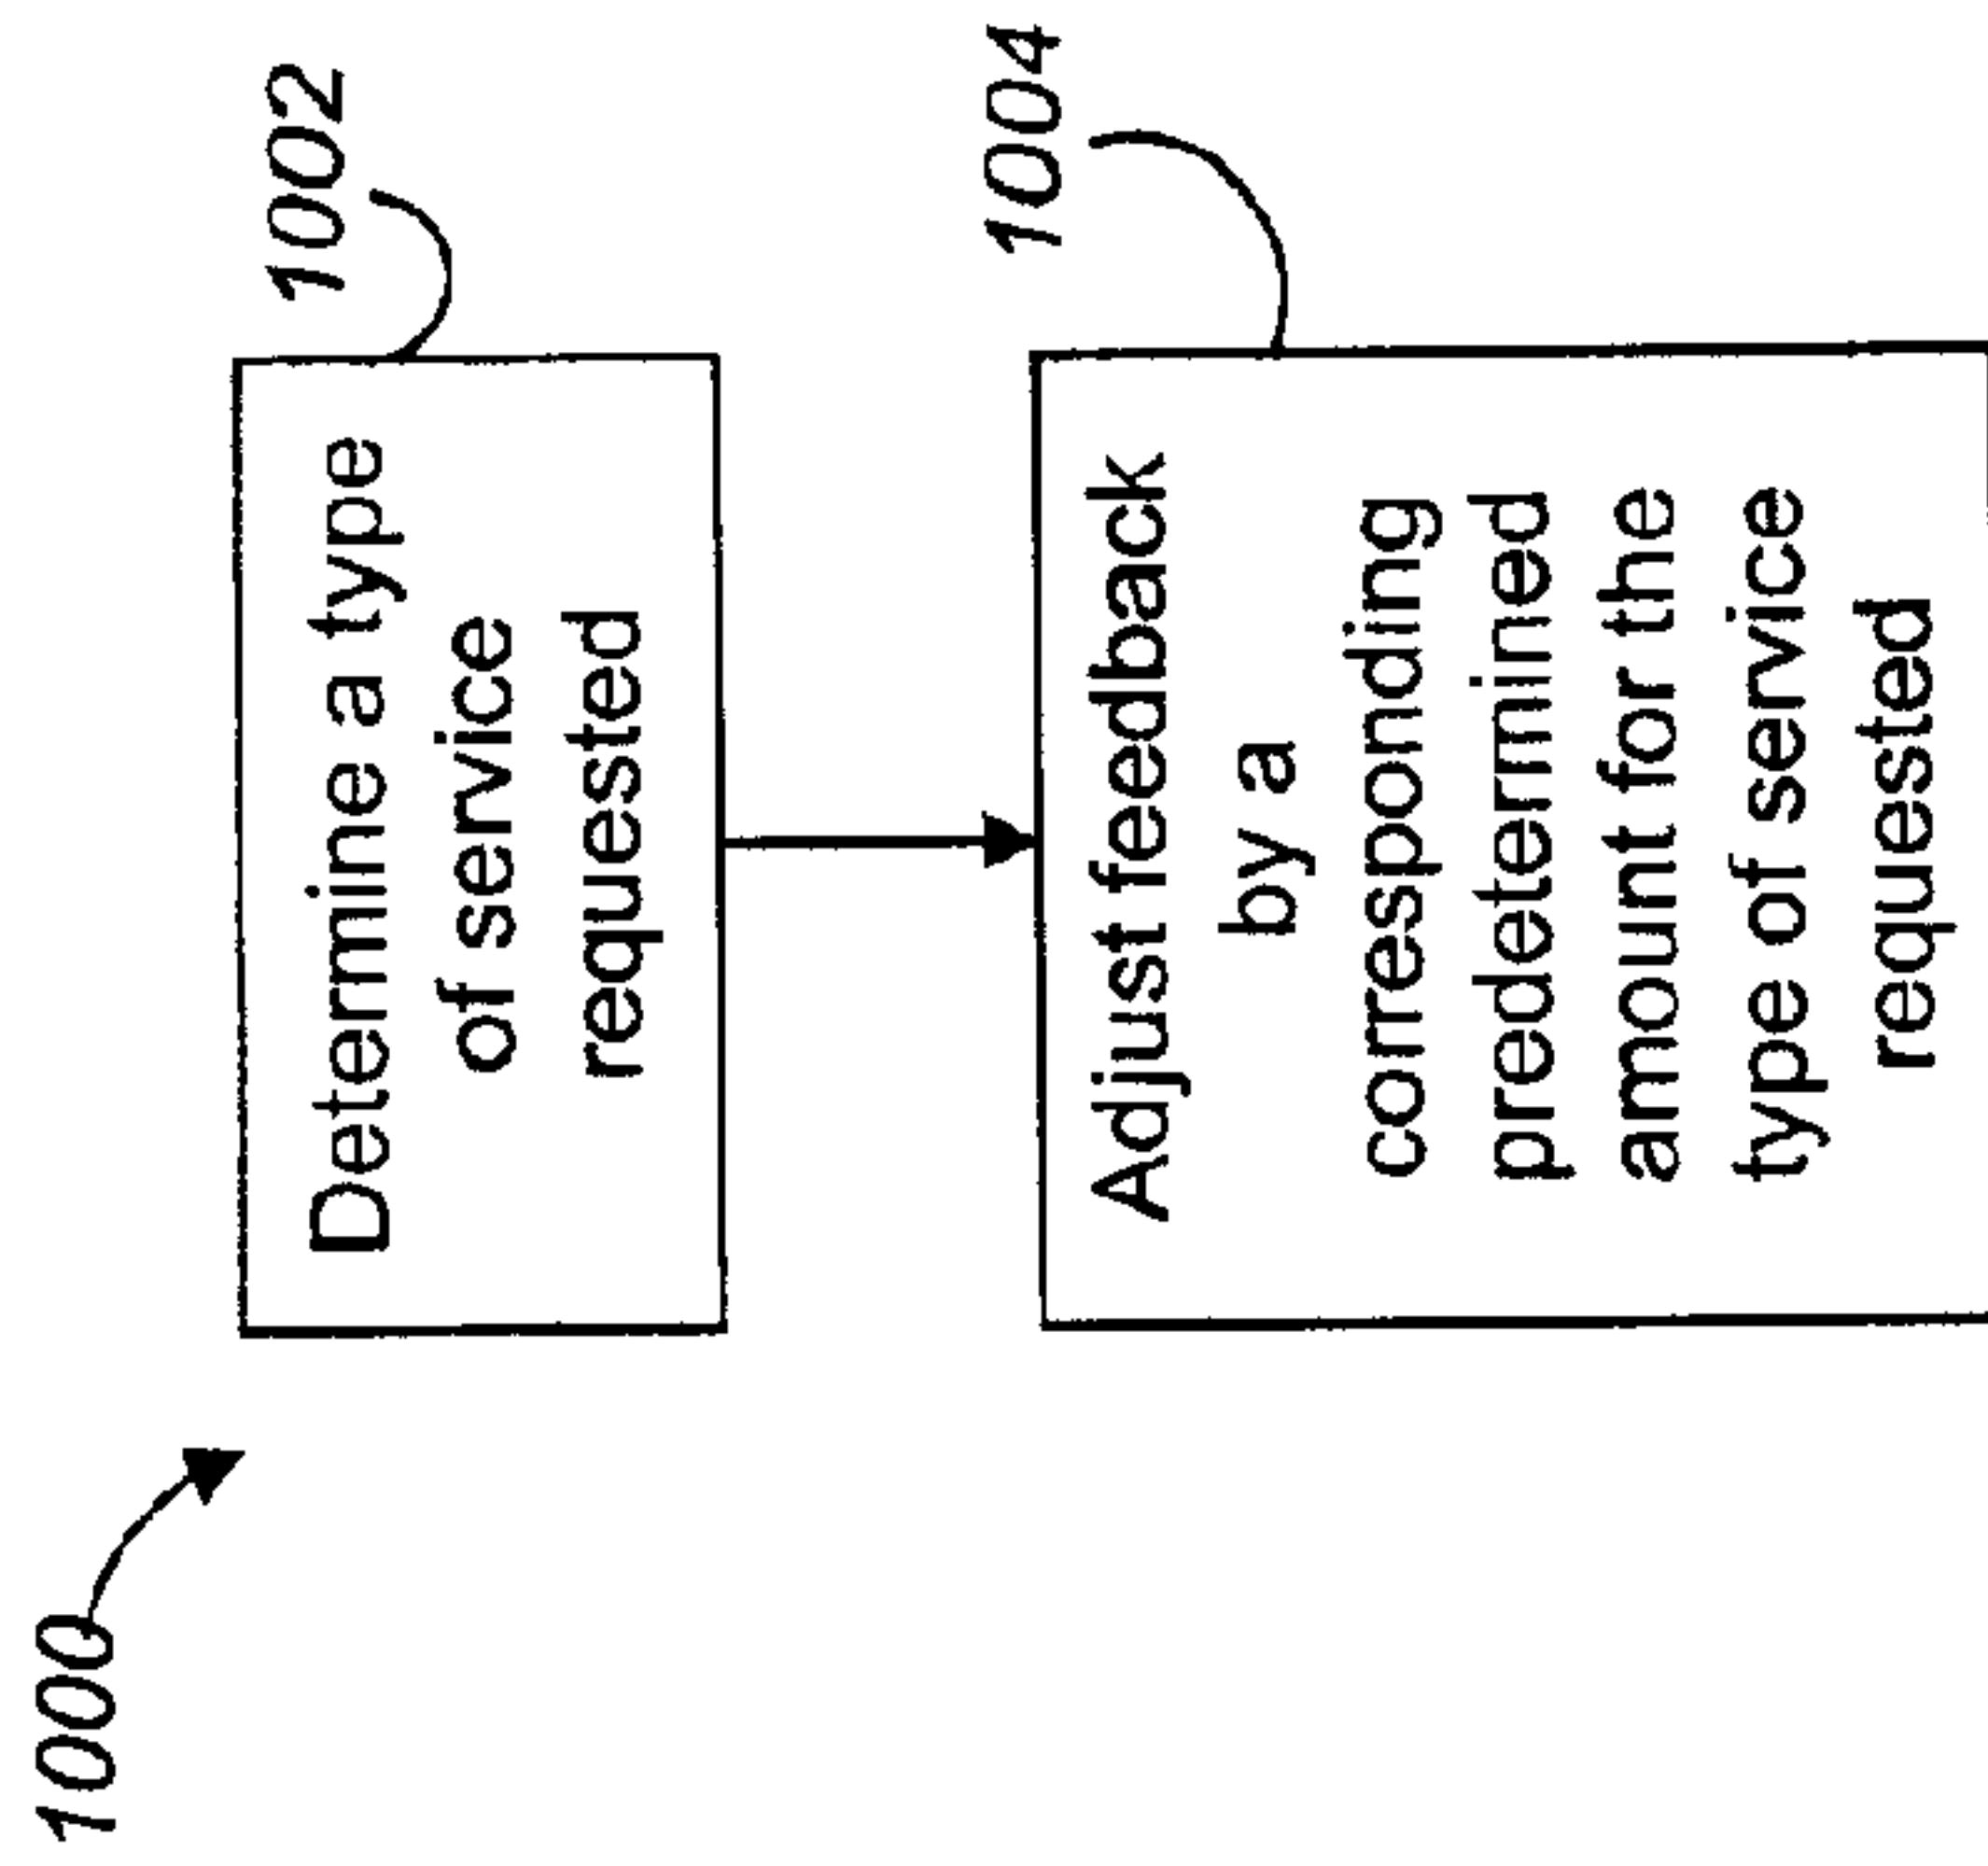 1000
1002
Determine a type
of service
requested
1004
Adjust feedback
by a
corresponding
predetermined
amount for the
type of service
requested